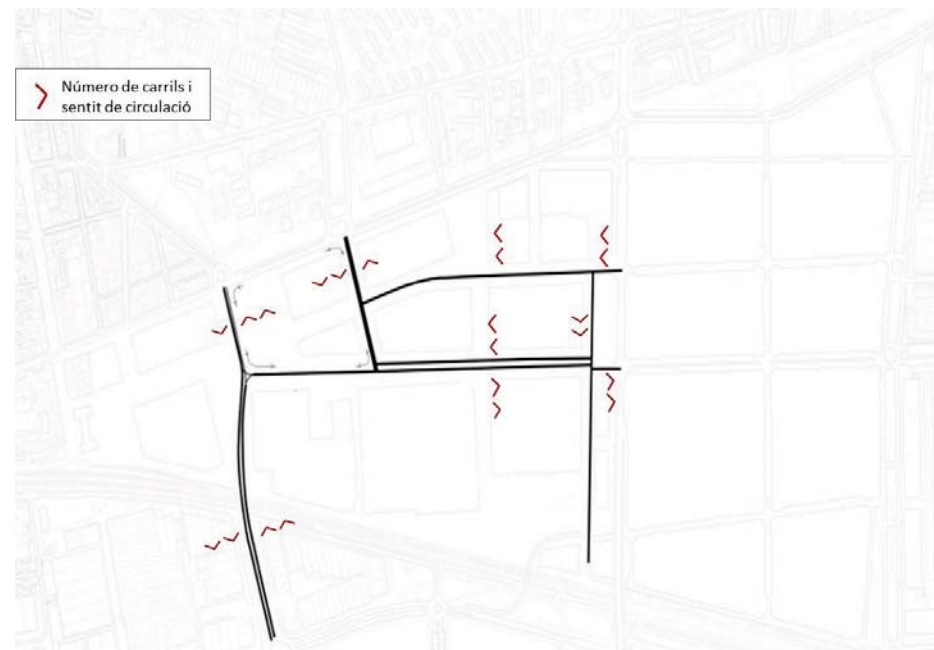 Número de carrils i
sentit de circulació